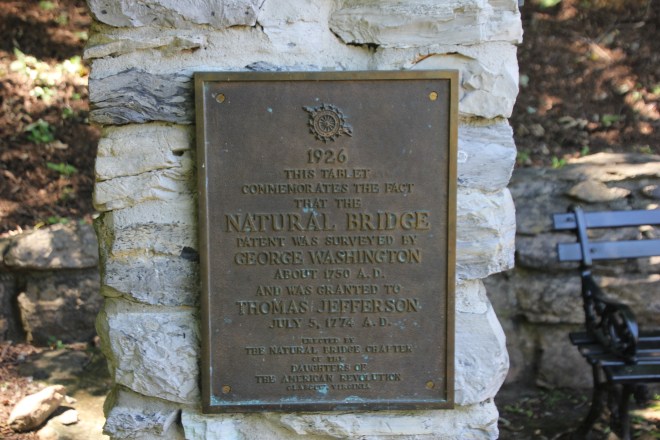 1926
THIS TABLET
COMMEMORATES THE FACT
THAT THE
NATURAL BRIDGE
PATENT WAS SURVEYED BY
GEORGE WASHINGTON
ABOUT 1750 A.D.
AND WAS GRANTED TO
THOMAS JEFFERSON
JULY 5, 1774 A.D.
ERECTED BY
THE NATURAL BRIDGE CHAPTER
OF THE
DAUGHTERS OF
THE AMERICAN REVOLUTION
GLASGOW VIRGINIA